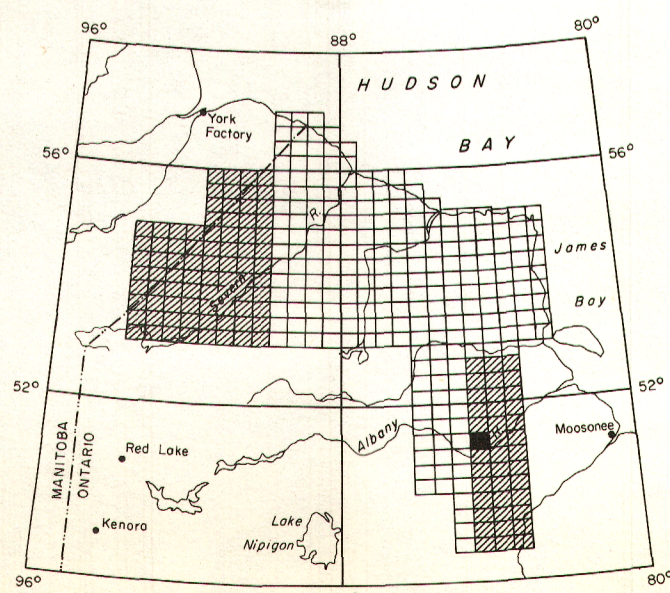 96° 88° 80°
HUDSON
BAY
York
Factory
56° 56°
R.
Severn
James
Bay
52° 52°
MANITOBA
ONTARIO
Red Lake
Albany R.
Moosonee
Kenora
Lake
Nipigon
96° 80°